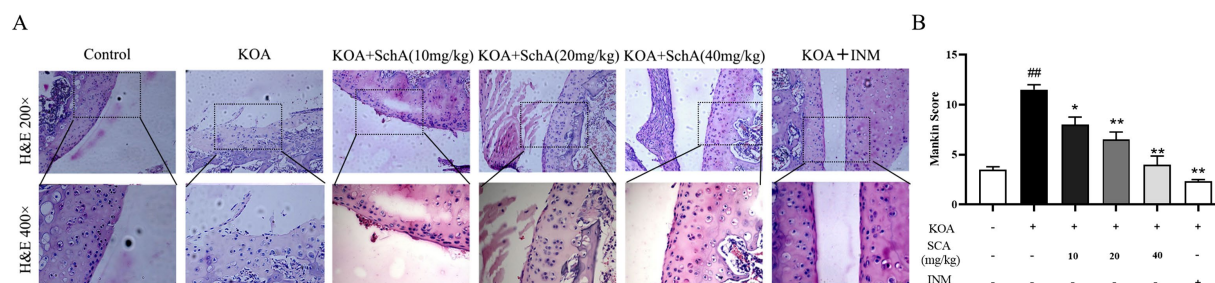 A
Control
KOA
KOA+SchA(10mg/kg)
KOA+SchA(20mg/kg)
KOA+SchA(40mg/kg)
KOA+INM
H&E 200×
H&E 400×
B
Mankin Score
15
10
5
0
##
*
**
**
**
KOA - + + + + +
SCA (mg/kg) - - 10 20 40 -
INM - - - - - +